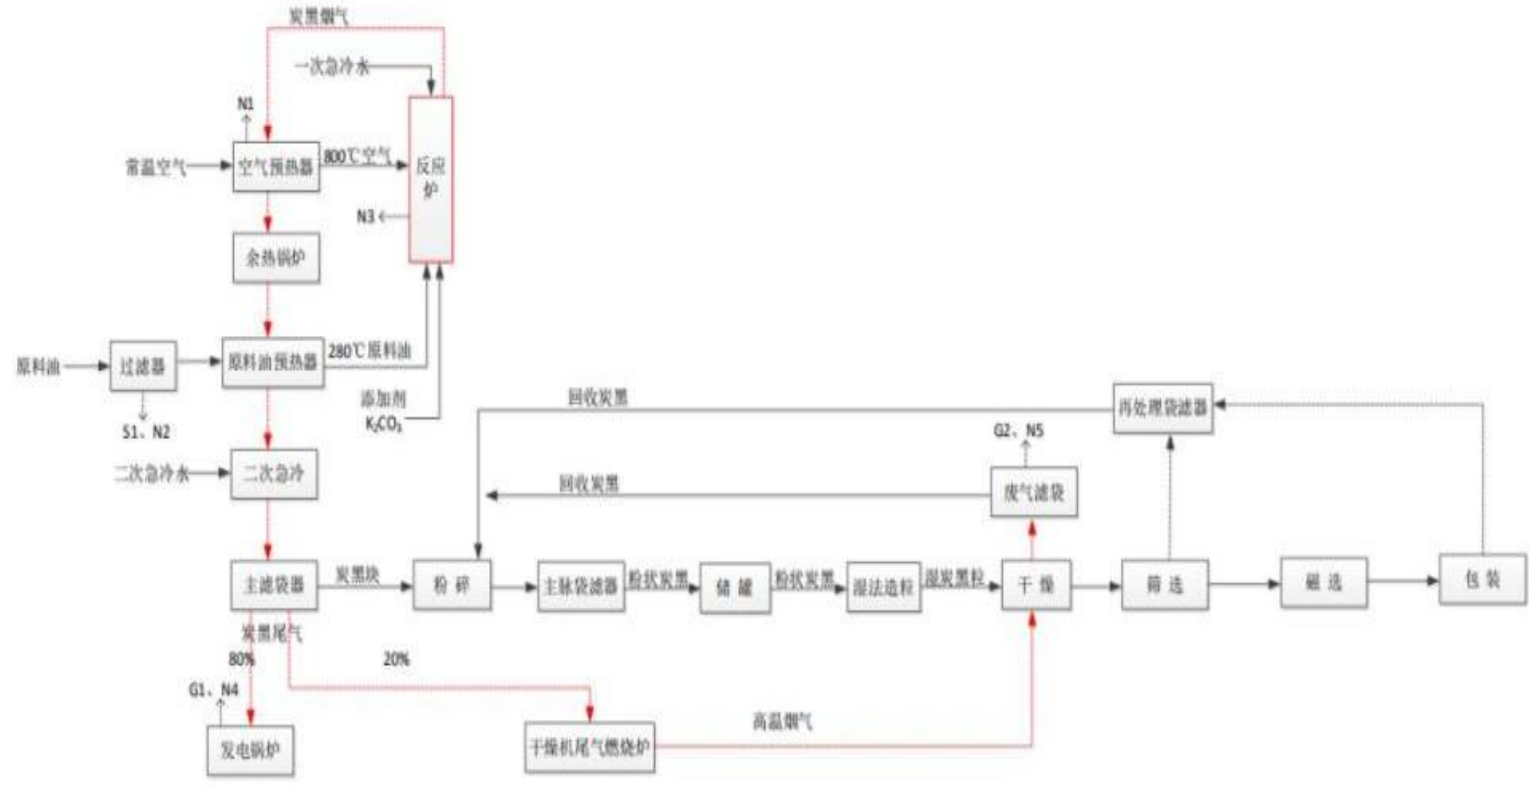 炭黑烟气
一次急冷水
N1
常温空气
空气预热器
800℃空气
反应
炉
N3
余热锅炉
原料油
过滤器
原料油预热器
280℃原料油
S1、N2
添加剂
K₂CO₃
二次急冷水
二次急冷
回收炭黑
再处理袋滤器
G2、N5
回收炭黑
废气滤袋
主滤袋器
炭黑块
粉碎
主脉袋滤器
粉状炭黑
储罐
粉状炭黑
湿法造粒
湿炭黑粒
干燥
筛选
磁选
包装
炭黑尾气
80%
20%
G1、N4
发电锅炉
干燥机尾气燃烧炉
高温烟气